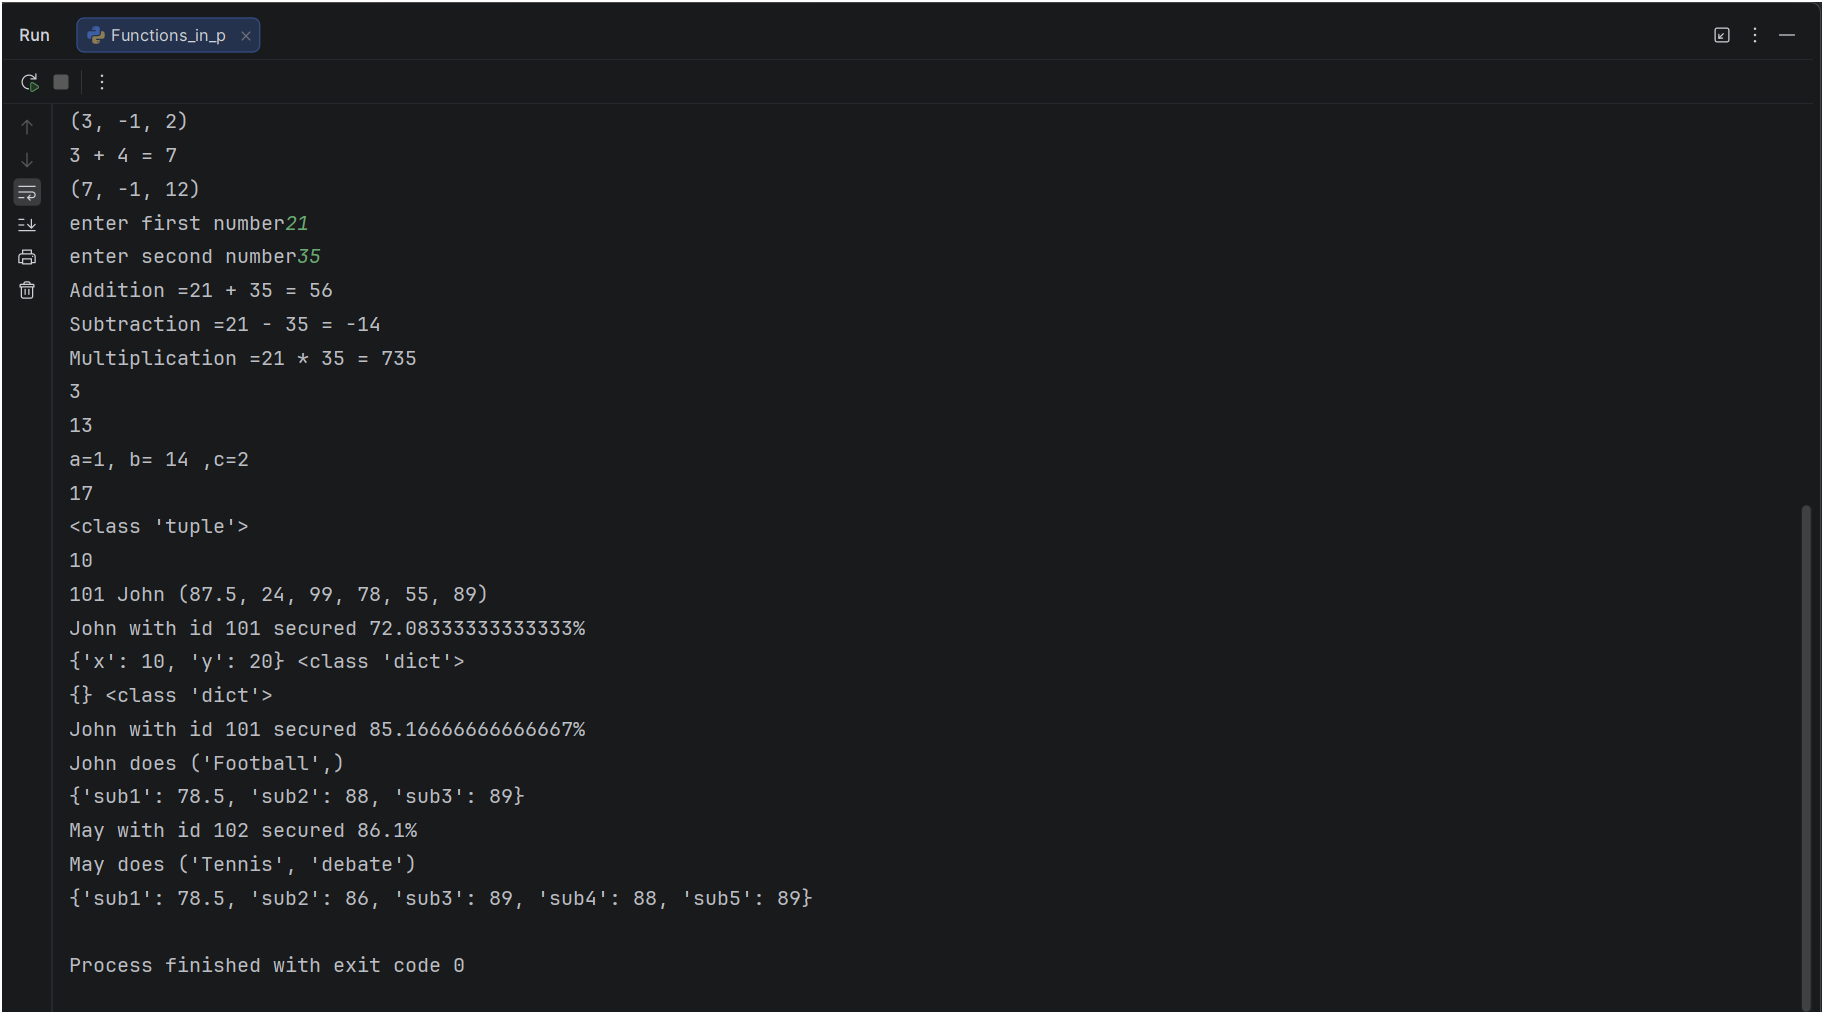 Run Functions_in_p
(3, -1, 2)
3 + 4 = 7
(7, -1, 12)
enter first number21
enter second number35
Addition =21 + 35 = 56
Subtraction =21 - 35 = -14
Multiplication =21 * 35 = 735
3
13
a=1, b= 14 ,c=2
17
<class 'tuple'>
10
101 John (87.5, 24, 99, 78, 55, 89)
John with id 101 secured 72.08333333333333%
{'x': 10, 'y': 20} <class 'dict'>
{} <class 'dict'>
John with id 101 secured 85.16666666666667%
John does ('Football',)
{'sub1': 78.5, 'sub2': 88, 'sub3': 89}
May with id 102 secured 86.1%
May does ('Tennis', 'debate')
{'sub1': 78.5, 'sub2': 86, 'sub3': 89, 'sub4': 88, 'sub5': 89}
Process finished with exit code 0